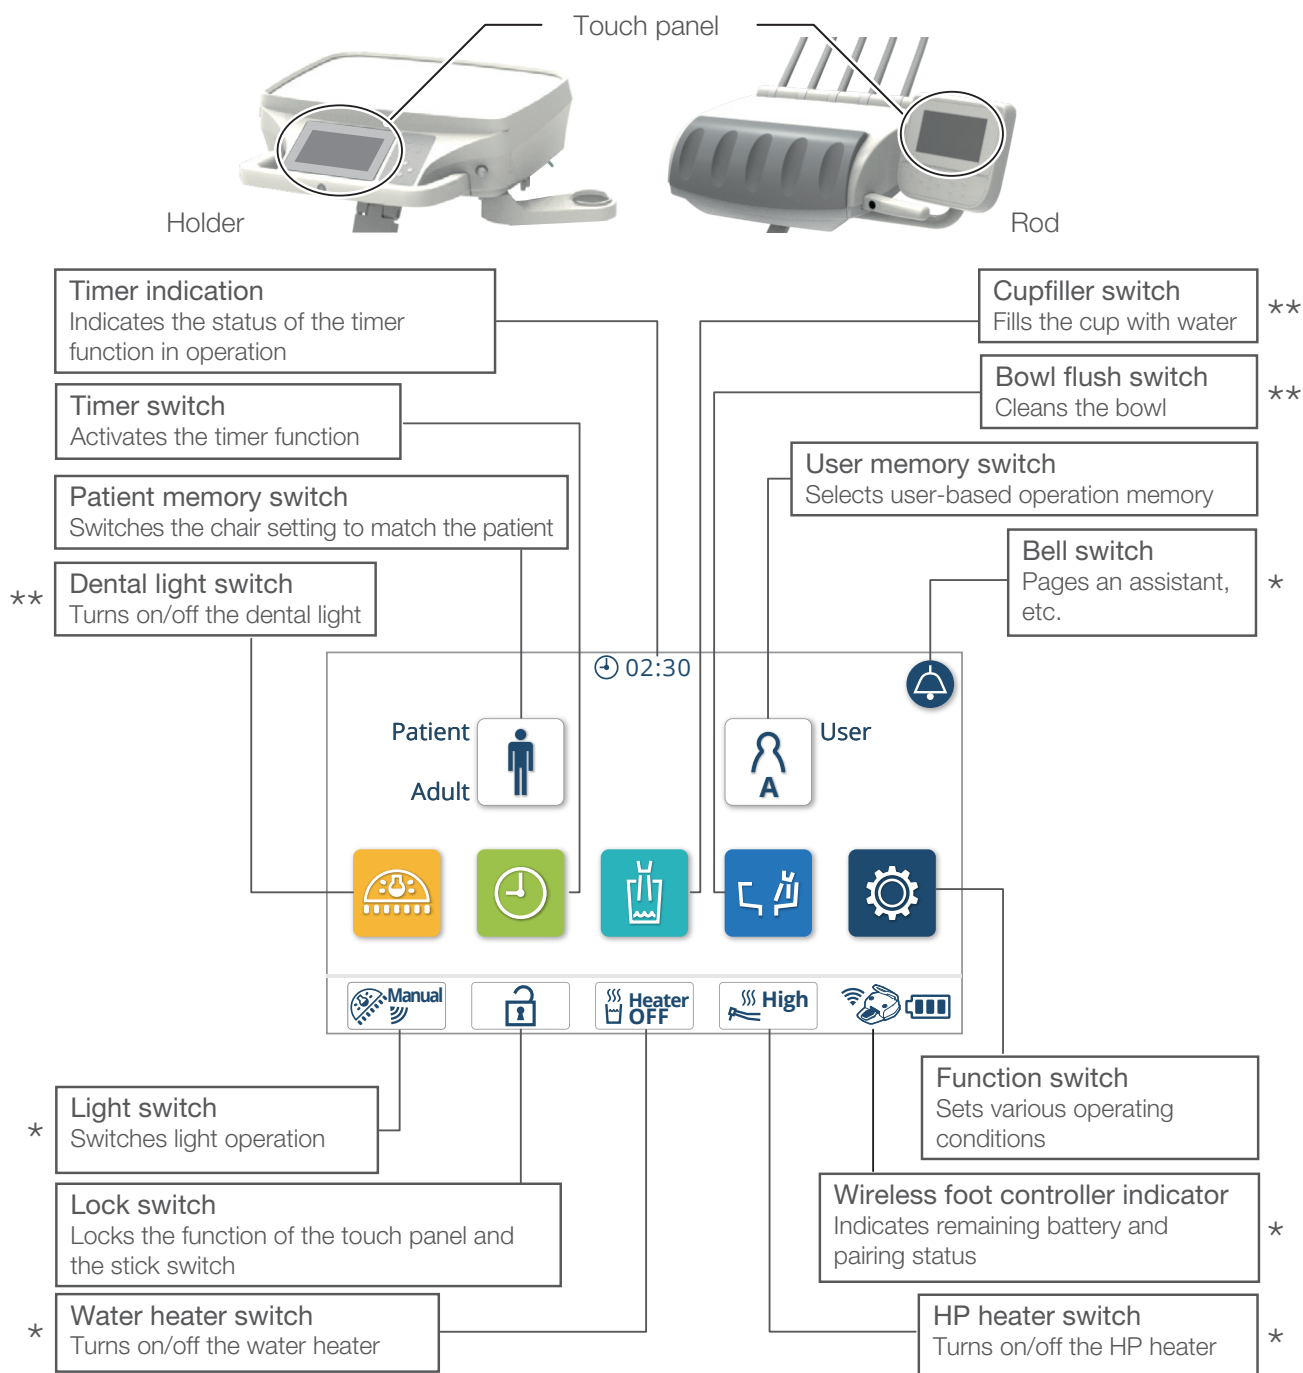 Touch panel
Holder
Rod
Timer indication
Indicates the status of the timer
function in operation
Timer switch
Activates the timer function
Patient memory switch
Switches the chair setting to match the patient
** Dental light switch
Turns on/off the dental light
Cupfiller switch **
Fills the cup with water
Bowl flush switch **
Cleans the bowl
User memory switch
Selects user-based operation memory
Bell switch
Pages an assistant, *
etc.
02:30
Patient
Adult
User
A
Manual
Heater
OFF
High
Light switch
* Switches light operation
Lock switch
Locks the function of the touch panel and
the stick switch
Water heater switch
* Turns on/off the water heater
Function switch
Sets various operating
conditions
Wireless foot controller indicator
Indicates remaining battery and *
pairing status
HP heater switch
Turns on/off the HP heater *